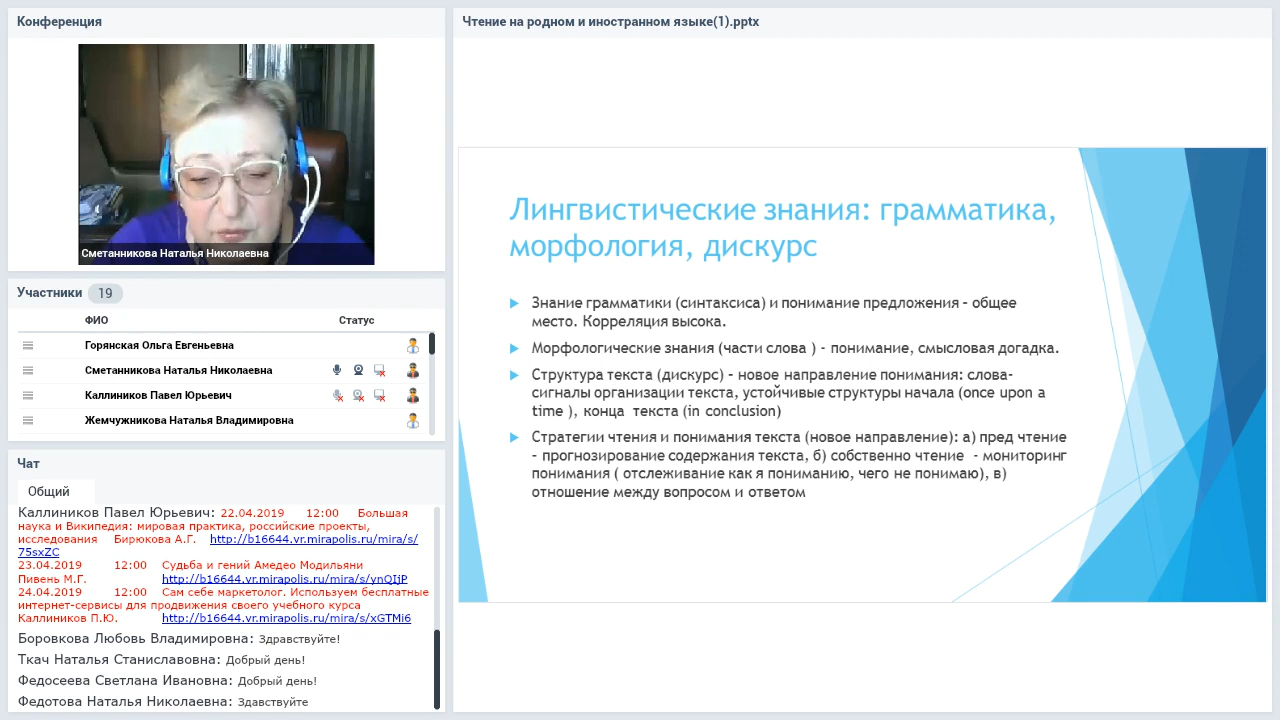 Конференция
Сметанникова Наталья Николаевна
Участники 19
ФИО Статус
Горянская Ольга Евгеньевна
Сметанникова Наталья Николаевна
Каллиников Павел Юрьевич
Жемчужникова Наталья Владимировна
Чат
Общий
Каллиников Павел Юрьевич: 22.04.2019 12:00 Большая
наука и Википедия: мировая практика, российские проекты,
исследования Бирюкова А.Г. http://b16644.vr.mirapolis.ru/mira/s/
75sxZC
23.04.2019 12:00 Судьба и гений Амедео Модильяни
Пивень М.Г. http://b16644.vr.mirapolis.ru/mira/s/ynQIjP
24.04.2019 12:00 Сам себе маркетолог. Используем бесплатные
интернет-сервисы для продвижения своего учебного курса
Каллиников П.Ю. http://b16644.vr.mirapolis.ru/mira/s/xGTMi6
Боровкова Любовь Владимировна: Здравствуйте!
Ткач Наталья Станиславовна: Добрый день!
Федосеева Светлана Ивановна: Добрый день!
Федотова Наталья Николаевна: Здавствуйте
Чтение на родном и иностранном языке(1).pptx
Лингвистические знания: грамматика,
морфология, дискурс
Знание грамматики (синтаксиса) и понимание предложения – общее
место. Корреляция высока.
Морфологические знания (части слова ) - понимание, смысловая догадка.
Структура текста (дискурс) – новое направление понимания: слова-
сигналы организации текста, устойчивые структуры начала (once upon a
time ), конца текста (in conclusion)
Стратегии чтения и понимания текста (новое направление): а) пред чтение
– прогнозирование содержания текста, б) собственно чтение - мониторинг
понимания ( отслеживание как я пониманию, чего не понимаю), в)
отношение между вопросом и ответом